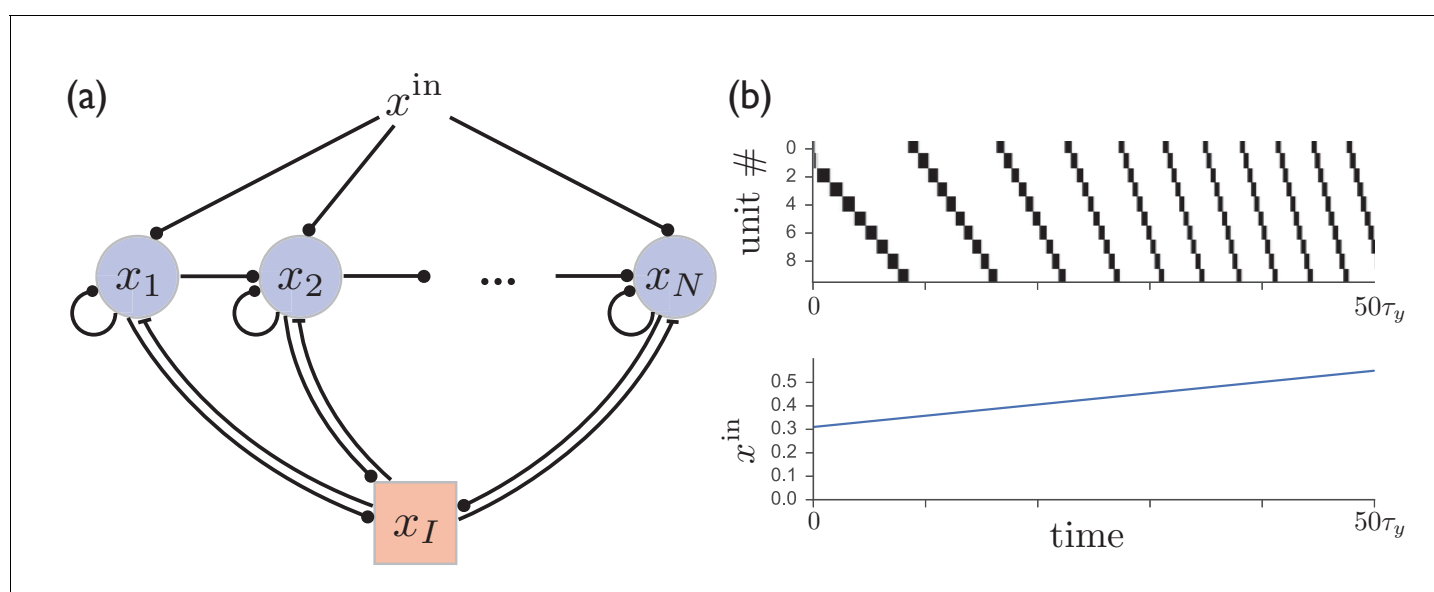 (a)
x^in
x_1
x_2
...
x_N
x_I
(b)
unit #
0
2
4
6
8
0
50τ_y
x^in
0.5
0.4
0.3
0.2
0.1
0.0
0
50τ_y
time